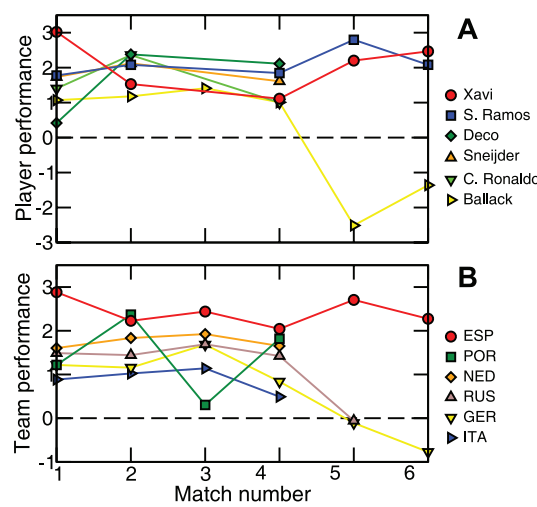 A
3
2
1
0
-1
-2
-3
Player performance
Xavi
S. Ramos
Deco
Sneijder
C. Ronaldo
Ballack
B
3
2
1
0
-1
Team performance
ESP
POR
NED
RUS
GER
ITA
1 2 3 4 5 6
Match number